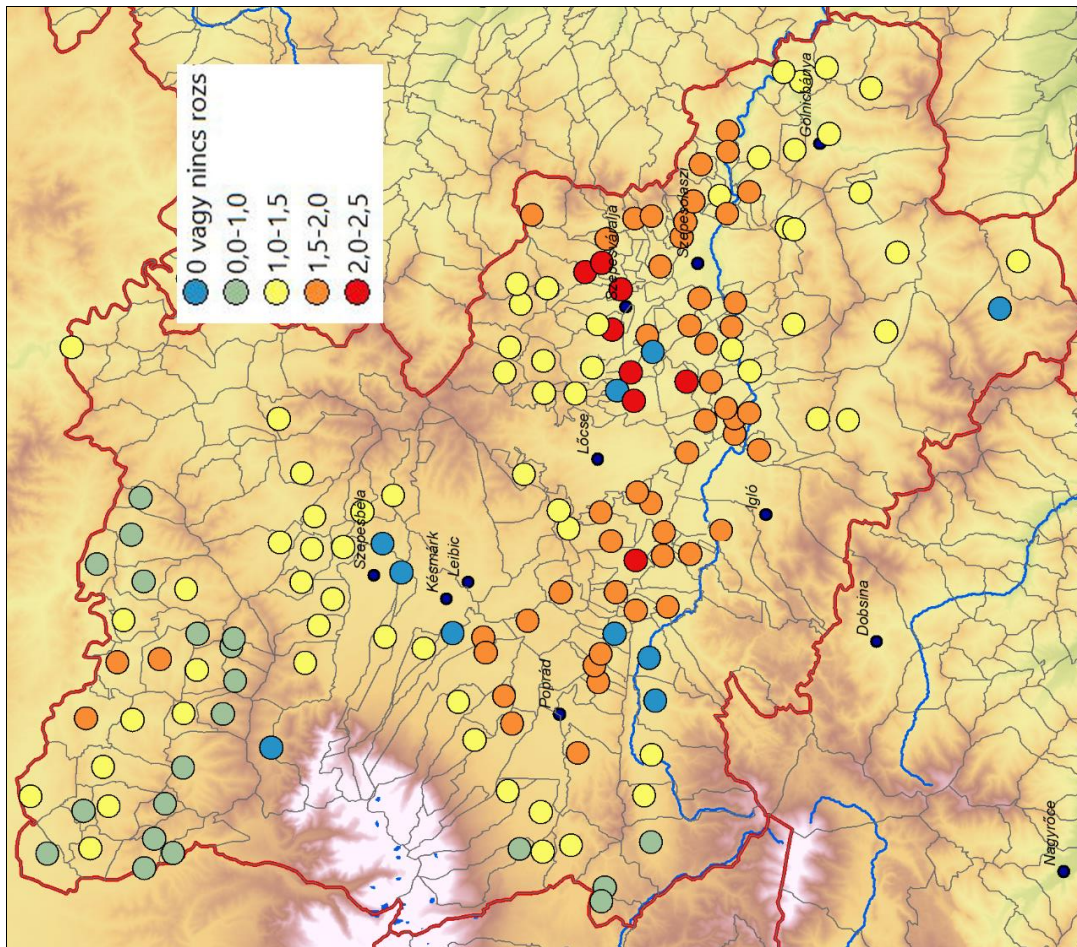 0 vagy nincs rozs
0,0-1,0
1,0-1,5
1,5-2,0
2,0-2,5
Gölnicbánya
Szepesolaszi
Szepesváralja
Lőcse
Igló
Szepesbéla
Késmárk
Leibic
Poprád
Dobsina
Nagyrőce